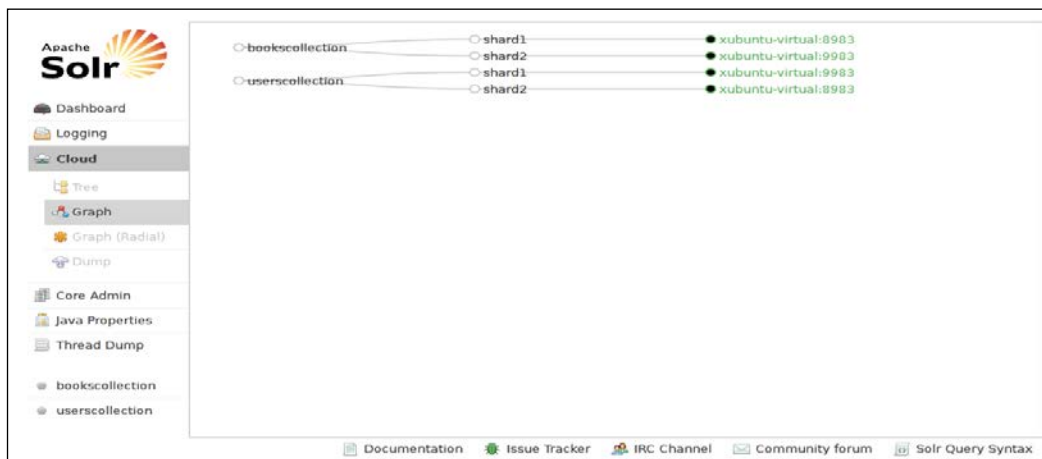 Apache
Solr
Dashboard
Logging
Cloud
Tree
Graph
Graph (Radial)
Dump
Core Admin
Java Properties
Thread Dump
bookscollection
userscollection
bookscollection
shard1
xubuntu-virtual:8983
shard2
xubuntu-virtual:9983
userscollection
shard1
xubuntu-virtual:9983
shard2
xubuntu-virtual:8983
Documentation Issue Tracker IRC Channel Community forum Solr Query Syntax